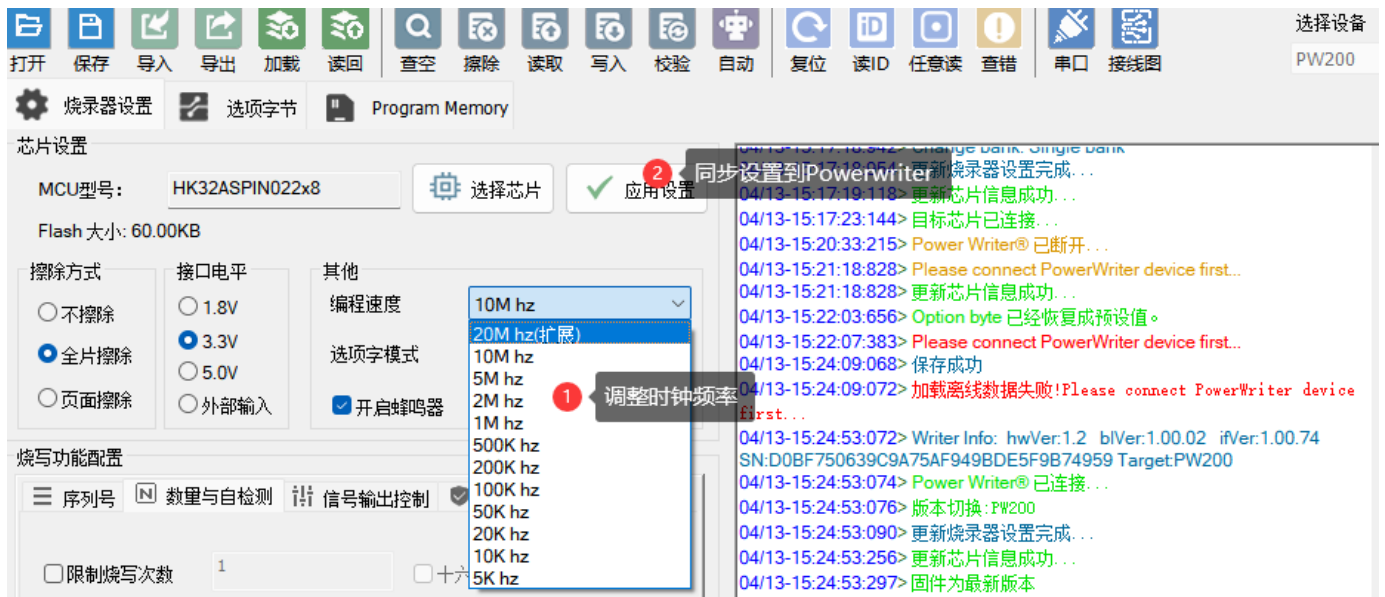 打开 保存 导入 导出 加载 读回 查空 擦除 读取 写入 校验 自动 复位 读ID 任意读 查错 串口 接线图
选择设备
PW200
烧录器设置 选项字节 Program Memory
芯片设置
MCU型号: HK32ASPIN022x8 选择芯片 应用设置
2 同步设置到Powerwriter
Flash 大小: 60.00KB
擦除方式
不擦除
全片擦除
页面擦除
接口电平
1.8V
3.3V
5.0V
外部输入
其他
编程速度 10M hz
选项字模式
开启蜂鸣器
20M hz(扩展)
10M hz
5M hz
2M hz
1M hz
500K hz
200K hz
100K hz
50K hz
20K hz
10K hz
5K hz
1 调整时钟频率
烧写功能配置
序列号 数量与自检测 信号输出控制
限制烧写次数 1
十六
04/13-15:17:18:942> Change bank: Single bank
04/13-15:17:18:954> 更新烧录器设置完成...
04/13-15:17:19:118> 更新芯片信息成功...
04/13-15:17:23:144> 目标芯片已连接....
04/13-15:20:33:215> Power Writer® 已断开...
04/13-15:21:18:828> Please connect PowerWriter device first...
04/13-15:21:18:828> 更新芯片信息成功...
04/13-15:22:03:656> Option byte 已经恢复成预设值。
04/13-15:22:07:383> Please connect PowerWriter device first...
04/13-15:24:09:068> 保存成功
04/13-15:24:09:072> 加载离线数据失败!Please connect PowerWriter device
first...
04/13-15:24:53:072> Writer Info: hwVer:1.2 blVer:1.00.02 ifVer:1.00.74
SN:D0BF750639C9A75AF949BDE5F9B74959 Target:PW200
04/13-15:24:53:074> Power Writer® 已连接...
04/13-15:24:53:076> 版本切换:PW200
04/13-15:24:53:090> 更新烧录器设置完成...
04/13-15:24:53:256> 更新芯片信息成功...
04/13-15:24:53:297> 固件为最新版本